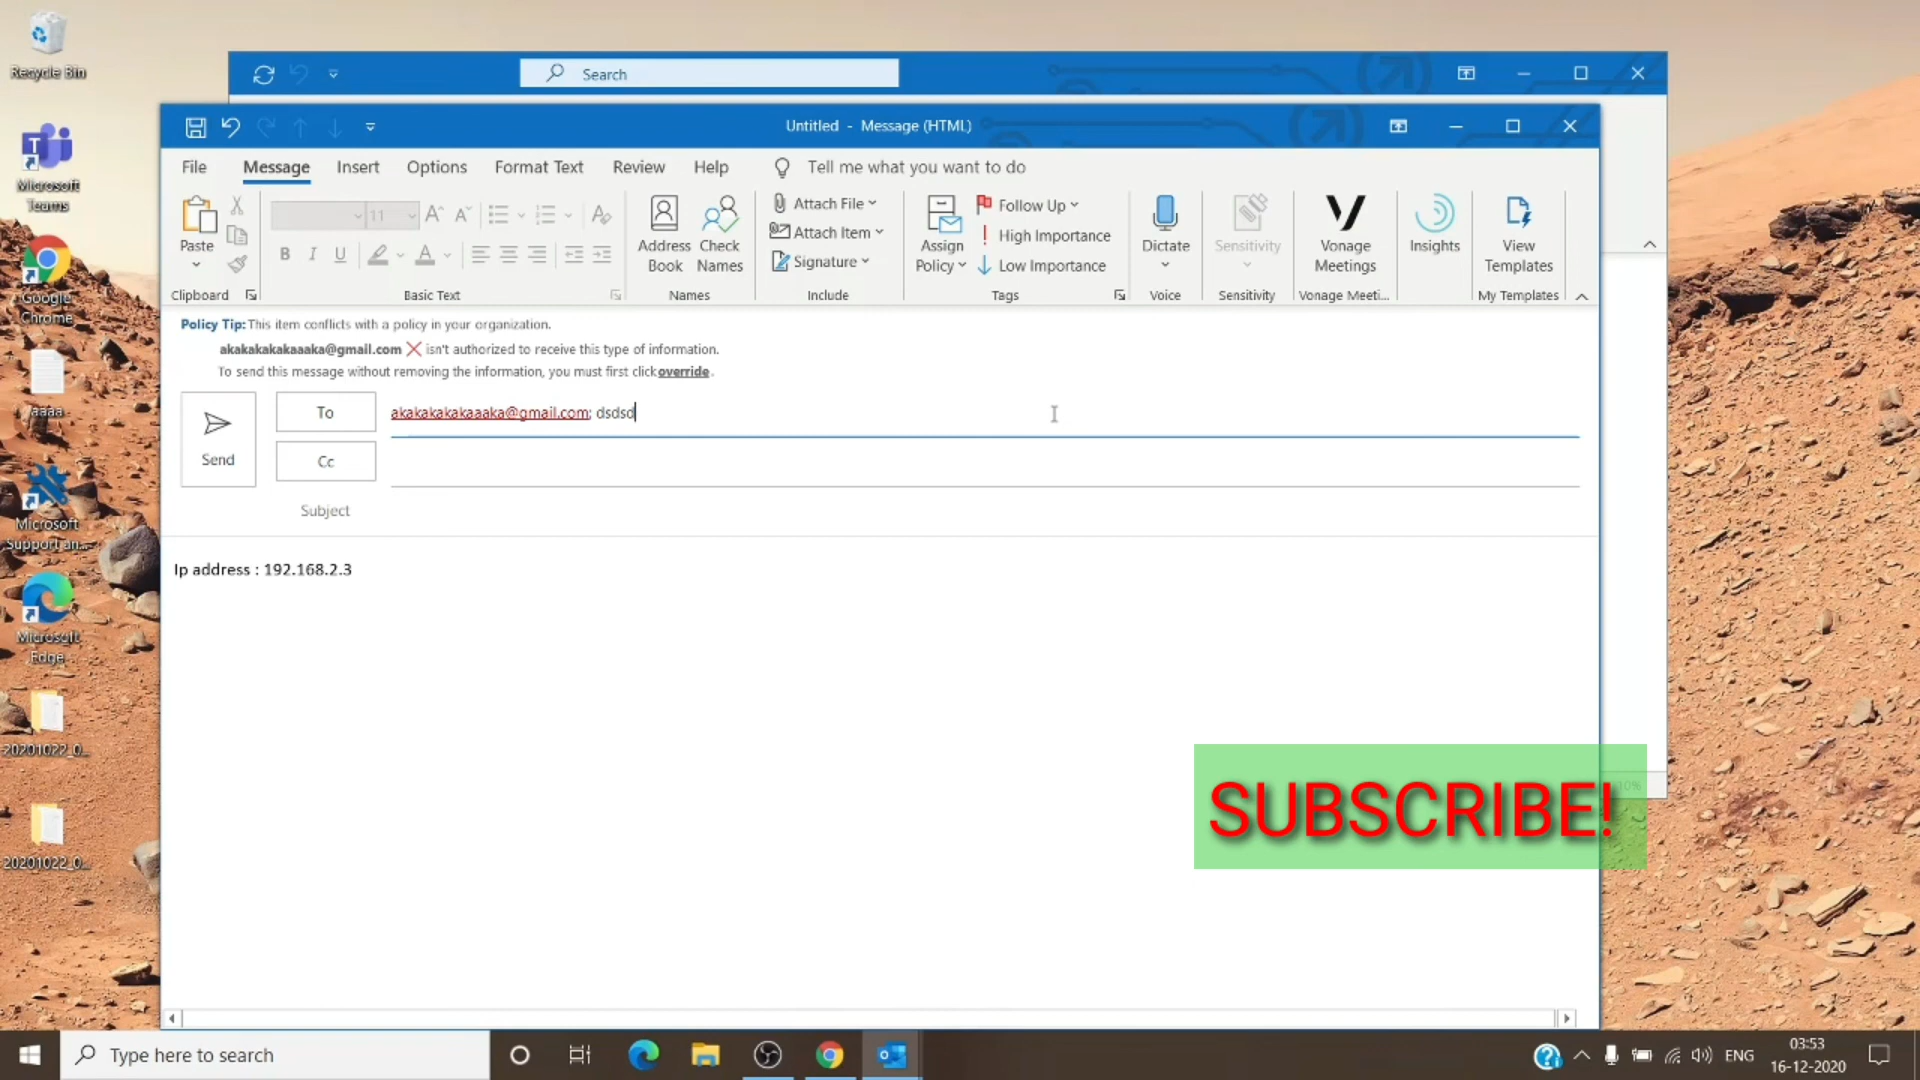 Recycle Bin
Microsoft
Teams
Google
Chrome
aaaa
Microsoft
Support an...
Microsoft
Edge
20201022_0...
20201022_0...
Search
Untitled - Message (HTML)
File Message Insert Options Format Text Review Help Tell me what you want to do
Paste
Clipboard
11
B I U
Basic Text
Address
Book
Check
Names
Names
Attach File
Attach Item
Signature
Include
Assign
Policy
Follow Up
High Importance
Low Importance
Tags
Dictate
Voice
Sensitivity
Sensitivity
Vonage
Meetings
Vonage Meeti...
Insights
View
Templates
My Templates
Policy Tip: This item conflicts with a policy in your organization.
akakakakakaaaka@gmail.com isn't authorized to receive this type of information.
To send this message without removing the information, you must first click override.
Send
To akakakakakaaaka@gmail.com; dsdsd
Cc
Subject
Ip address : 192.168.2.3
10%
SUBSCRIBE!
Type here to search
ENG
03:53
16-12-2020